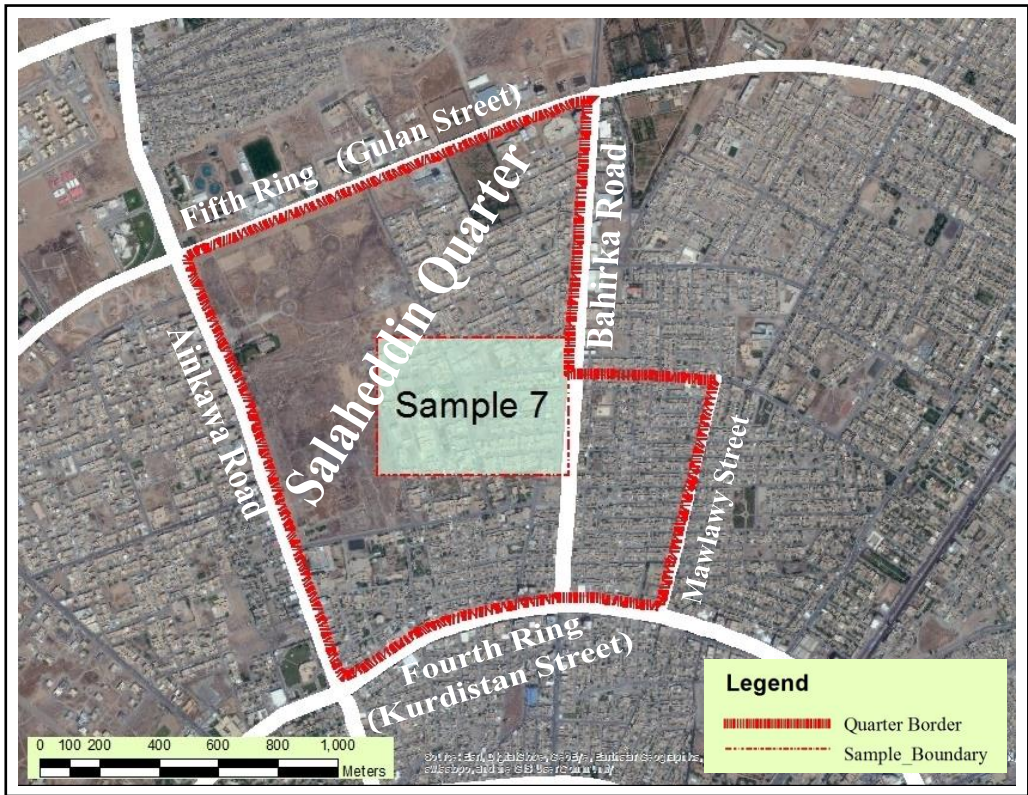 Fifth Ring (Gulan Street)
Salaheddin Quarter
Bahirka Road
Ainkawa Road
Sample 7
Mawlawy Street
Fourth Ring
(Kurdistan Street)
Legend
Quarter Border
Sample_Boundary
0 100 200 400 600 800 1,000
Meters